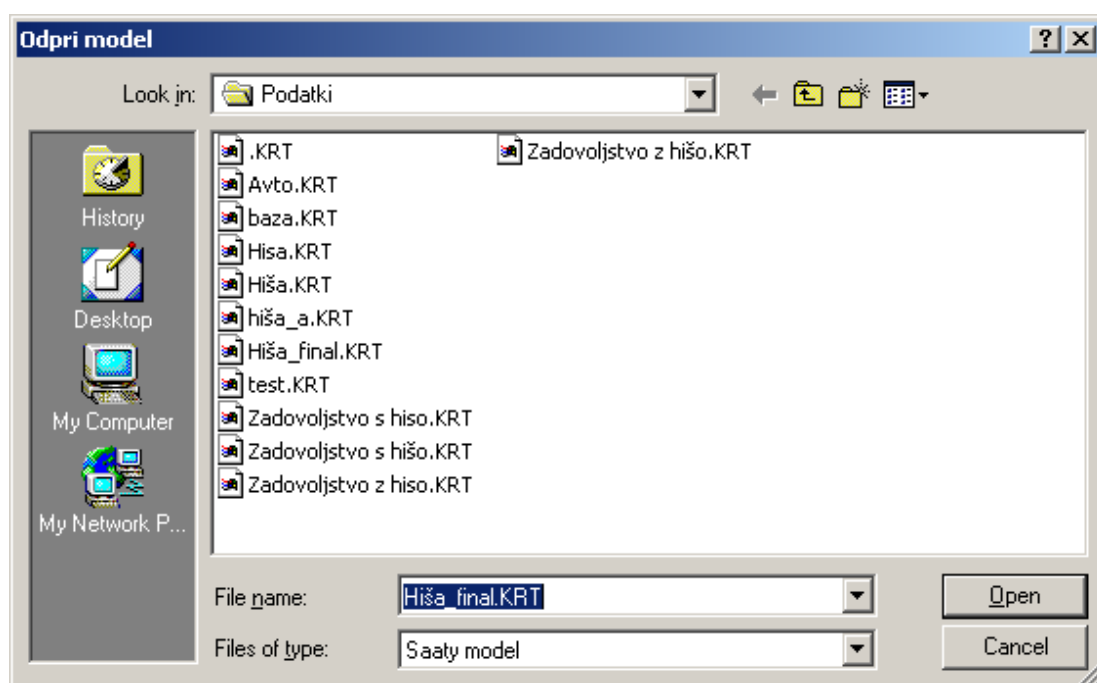 Odpri model
Look in: Podatki
History
Desktop
My Computer
My Network P...
.KRT
Avto.KRT
baza.KRT
Hisa.KRT
Hiša.KRT
hiša_a.KRT
Hiša_final.KRT
test.KRT
Zadovoljstvo s hiso.KRT
Zadovoljstvo s hišo.KRT
Zadovoljstvo z hiso.KRT
Zadovoljstvo z hišo.KRT
File name: Hiša_final.KRT Open
Files of type: Saaty model Cancel